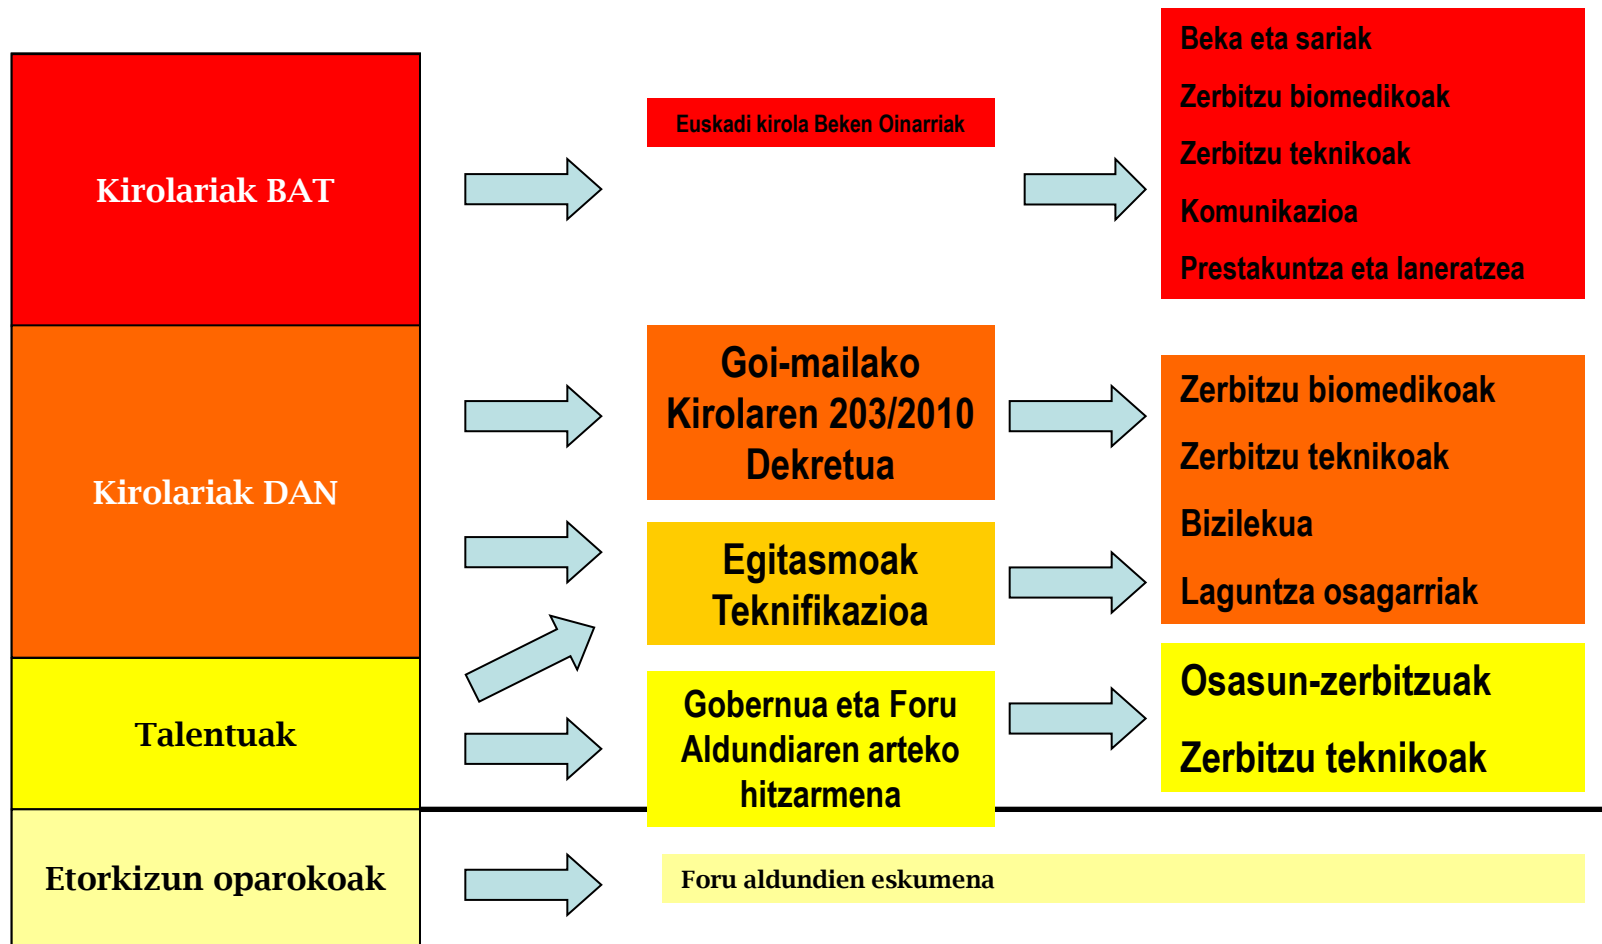 Kirolariak BAT
Euskadi kirola Beken Oinarriak
Beka eta sariak
Zerbitzu biomedikoak
Zerbitzu teknikoak
Komunikazioa
Prestakuntza eta laneratzea
Kirolariak DAN
Goi-mailako
Kirolaren 203/2010
Dekretua
Egitasmoak
Teknifikazioa
Zerbitzu biomedikoak
Zerbitzu teknikoak
Bizilekua
Laguntza osagarriak
Talentuak
Gobernua eta Foru
Aldundiaren arteko
hitzarmena
Osasun-zerbitzuak
Zerbitzu teknikoak
Etorkizun oparokoak
Foru aldundien eskumena